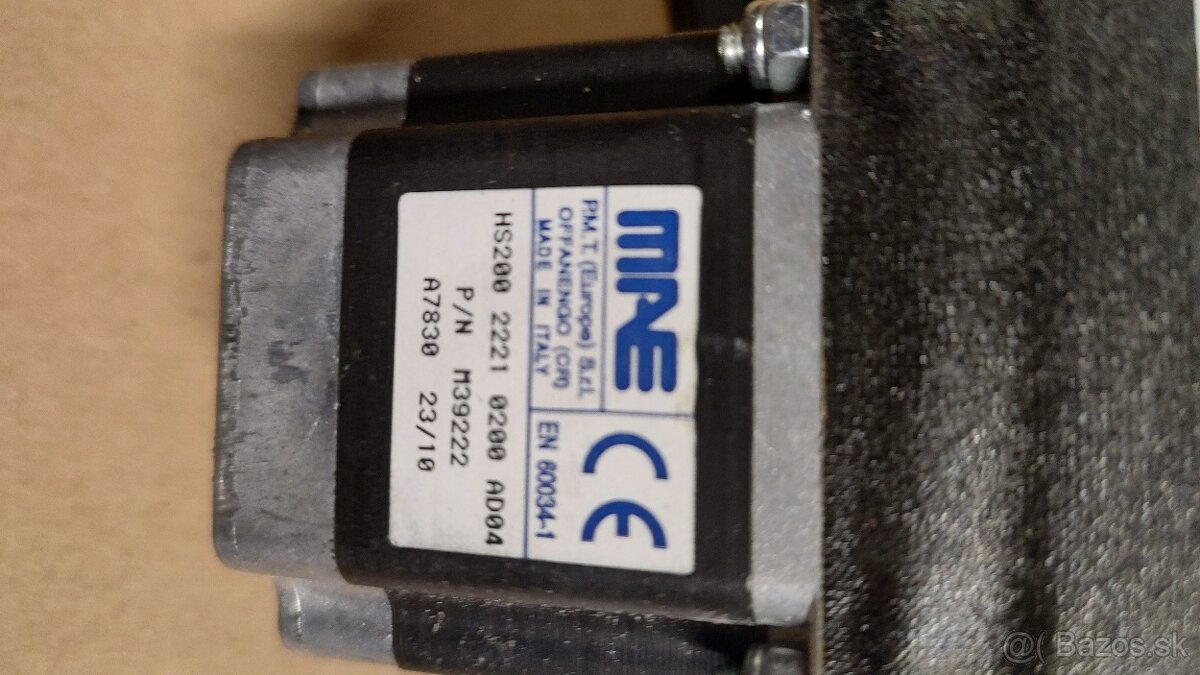 MAE
P.M.T. (Europe) S.r.l.
OFFANENGO (CR)
MADE IN ITALY
CE
EN 60034-1
HS200 2221 0200 AD04
P/N M39222
A7830 23/10
@( Bazos.sk